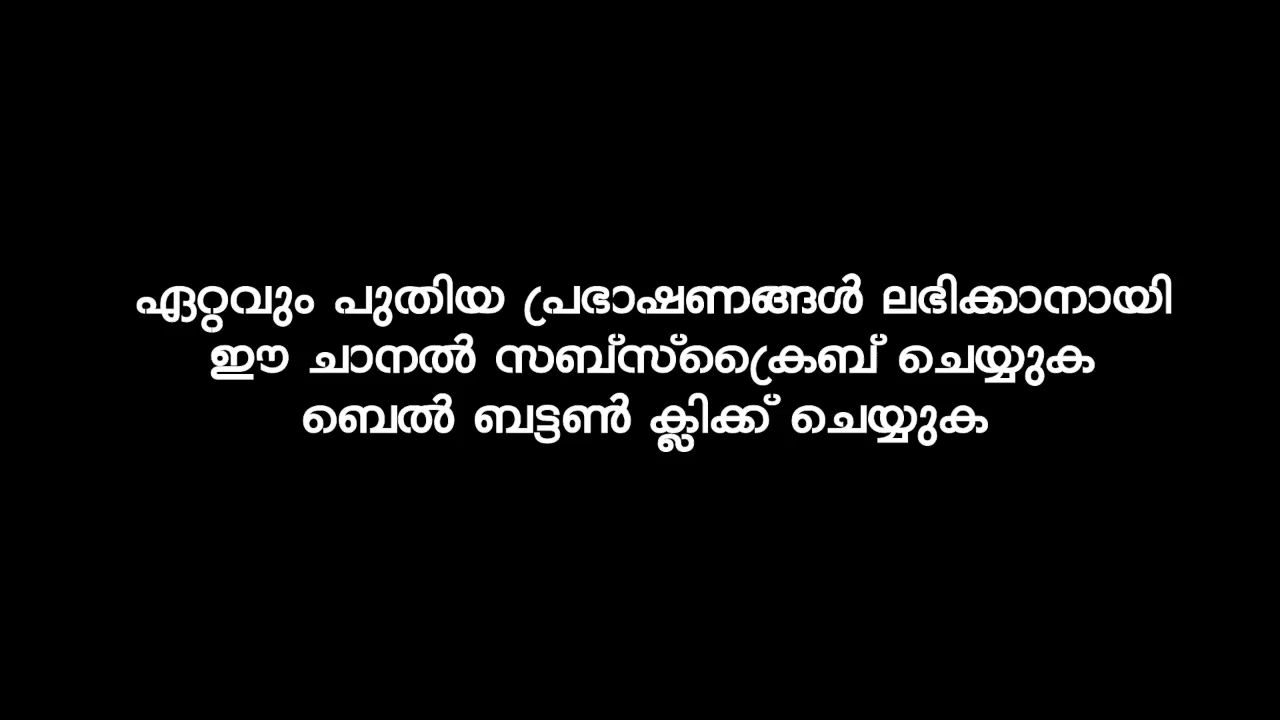 ഏറ്റവും പുതിയ പ്രഭാഷണങ്ങൾ ലഭിക്കാനായി
ഈ ചാനൽ സബ്സ്ക്രൈബ് ചെയ്യുക
ബെൽ ബട്ടൺ ക്ലിക്ക് ചെയ്യുക